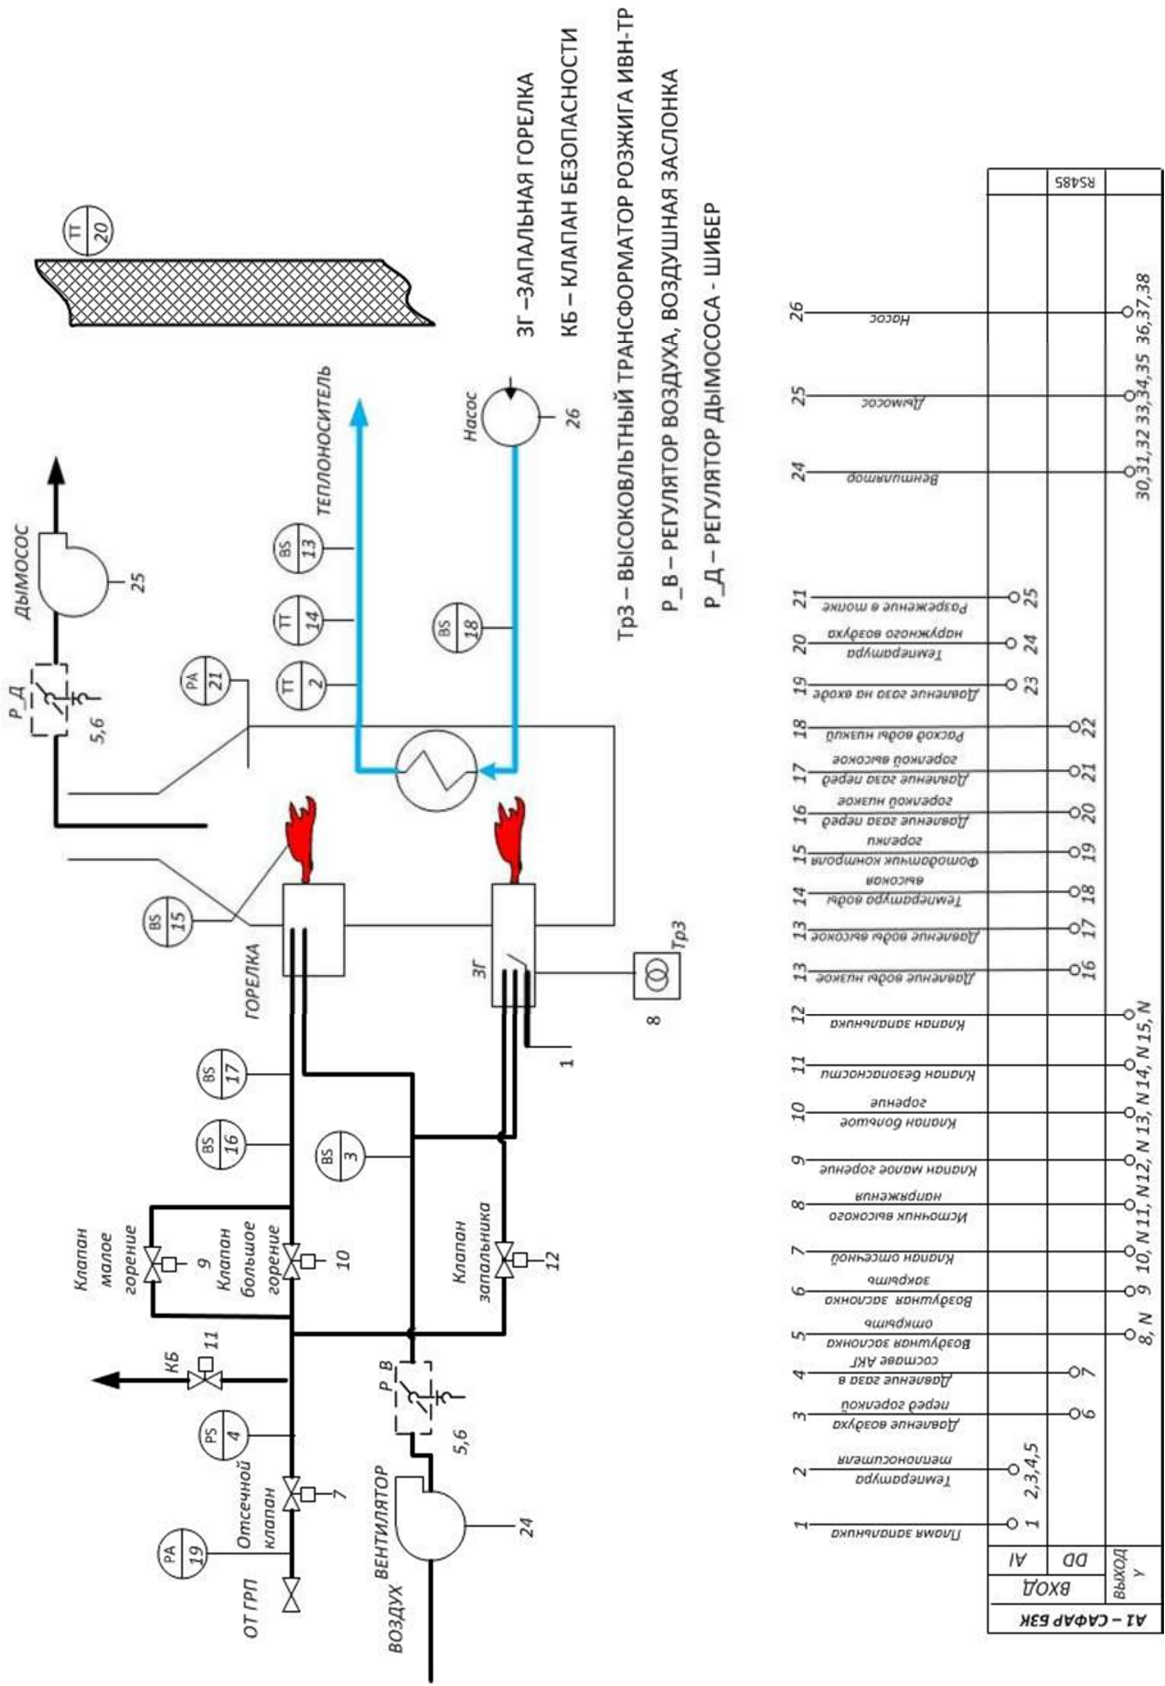 ДЫМОСОС
Р_Д
5,6
25
ТТ
20
РА
21
BS
15
ГОРЕЛКА
ТТ
2
ТТ
14
BS
13
ТЕПЛОНОСИТЕЛЬ
BS
18
Насос
26
ЗГ
1
8
Тр3
ОТ ГРП
РА
19
Отсечной
клапан
7
PS
4
КБ
11
Клапан
малое
горение
9
Клапан
большое
горение
10
BS
16
BS
17
BS
3
Клапан
запальника
12
ВОЗДУХ
ВЕНТИЛЯТОР
24
Р_В
5,6
ЗГ –ЗАПАЛЬНАЯ ГОРЕЛКА
КБ – КЛАПАН БЕЗОПАСНОСТИ
Тр3 – ВЫСОКОВЛЬТНЫЙ ТРАНСФОРМАТОР РОЗЖИГА ИВН-ТР
Р_В – РЕГУЛЯТОР ВОЗДУХА, ВОЗДУШНАЯ ЗАСЛОНКА
Р_Д – РЕГУЛЯТОР ДЫМОСОСА - ШИБЕР
1
Пламя запальника
2
Температура
теплоносителя
3
Давление воздуха
перед горелкой
4
Давление газа в
составе АКГ
5
Воздушная заслонка
открыть
6
Воздушная заслонка
закрыть
7
Клапан отсечной
8
Источник высокого
напряжения
9
Клапан малое горение
10
Клапан большое
горение
11
Клапан безопасности
12
Клапан запальника
13
Давление воды низкое
13
Давление воды высокое
14
Температура воды
высокая
15
Фотодатчик контроля
горелки
16
Давление газа перед
горелкой низкое
17
Давление газа перед
горелкой высокое
18
Расход воды низкий
19
Давление газа на входе
20
Температура
наружного воздуха
21
Разрежение в топке
24
Вентилятор
25
Дымосос
26
Насос
А1 – САФАР БЗК
ВХОД
AI
1
2,3,4,5
23
24
25
DD
6
7
16
17
18
19
20
21
22
RS485
ВЫХОД
Y
8, N
9
10, N
11, N
12, N
13, N
14, N
15, N
30,31,32
33,34,35
36,37,38